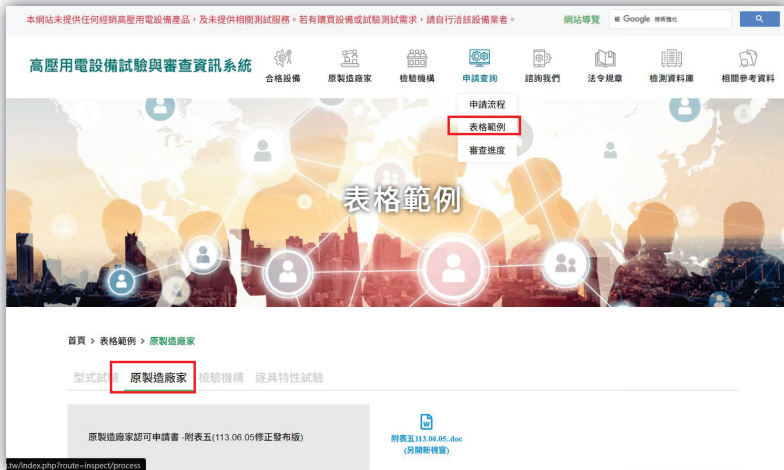 本網站未提供任何經銷高壓用電設備產品，及未提供相關測試服務。若有購買設備或試驗測試需求，請自行洽該設備業者。
網站導覽
經 Google 技術強化
高壓用電設備試驗與審查資訊系統
合格設備
原製造廠家
檢驗機構
申請查詢
諮詢我們
法令規章
檢測資料庫
相關參考資料
申請流程
表格範例
審查進度
表格範例
首頁 > 表格範例 > 原製造廠家
型式試驗
原製造廠家
檢驗機構
逐具特性試驗
原製造廠家認可申請書 -附表五(113.06.05修正發布版)
附表五113.06.05..doc
(另開新視窗)
.tw/index.php?route=inspect/process